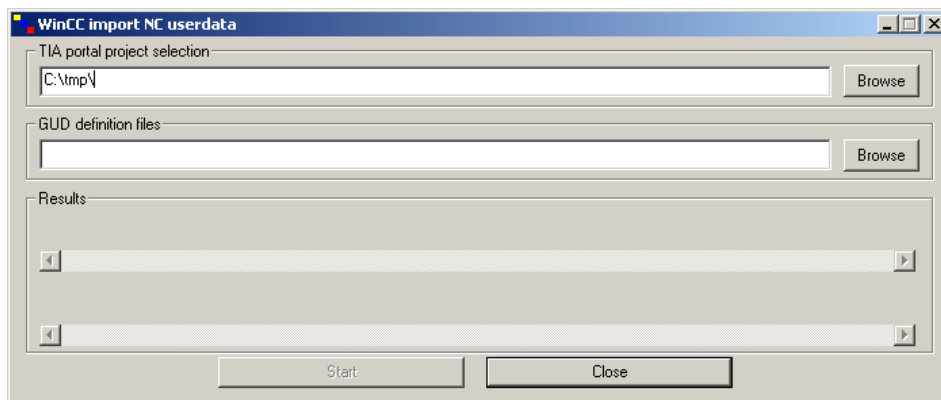 WinCC import NC userdata
TIA portal project selection
C:\tmp\
Browse
GUD definition files
Browse
Results
Start
Close